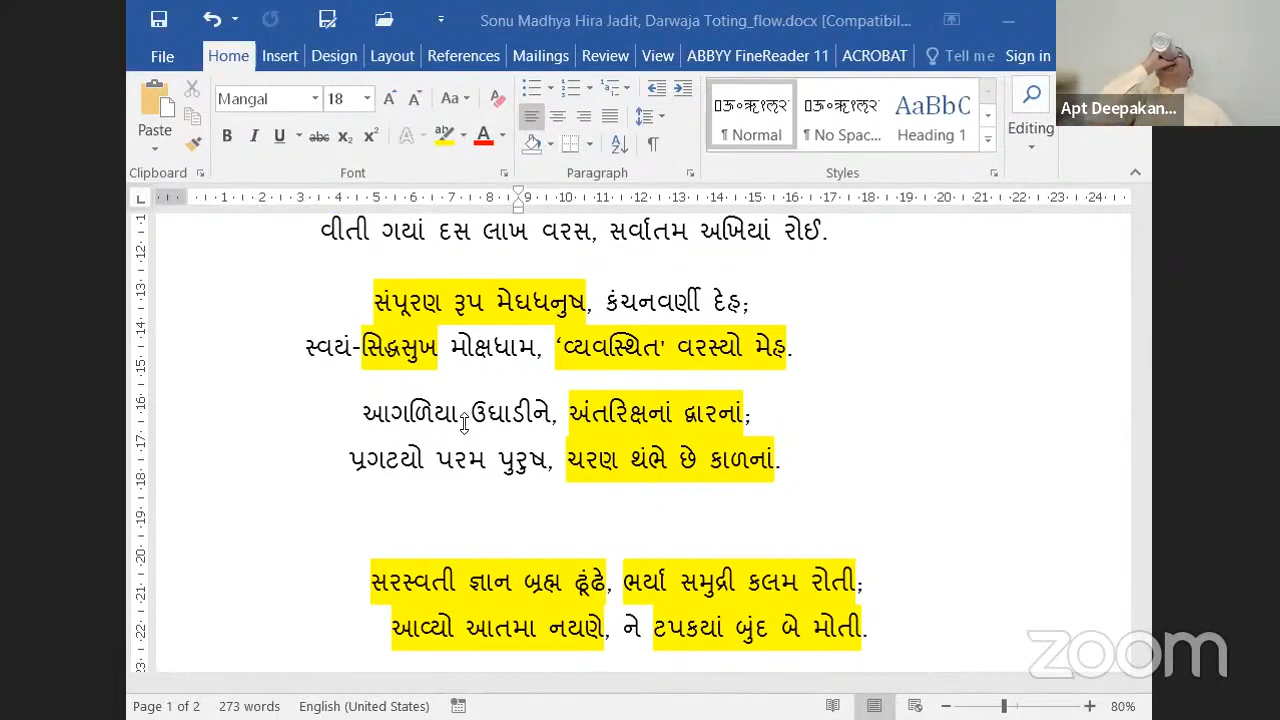 Sonu Madhya Hira Jadit, Darwaja Toting_flow.docx [Compatibil...
File Home Insert Design Layout References Mailings Review View ABBYY FineReader 11 ACROBAT Tell me Sign in
Apt Deepakan...
Paste
Mangal 18
Normal No Spac... Heading 1
Editing
Clipboard Font Paragraph Styles
વીતી ગયાં દસ લાખ વરસ, સર્વાતમ અખિયાં રોઈ.
સંપૂરણ રૂપ મેઘધનુષ, કંચનવર્ણી દેહ;
સ્વયં-સિદ્ધસુખ મોક્ષધામ, ‘વ્યવસ્થિત' વરસ્યો મેહ.
આગળિયા ઉઘાડીને, અંતરિક્ષનાં દ્વારનાં;
પ્રગટયો પરમ પુરુષ, ચરણ થંભે છે કાળનાં.
સરસ્વતી જ્ઞાન બ્રહ્મ ઢૂંઢે, ભર્યા સમુદ્રી કલમ રોતી;
આવ્યો આતમા નયણે, ને ટપકયાં બુંદ બે મોતી.
zoom
Page 1 of 2 273 words English (United States) 80%